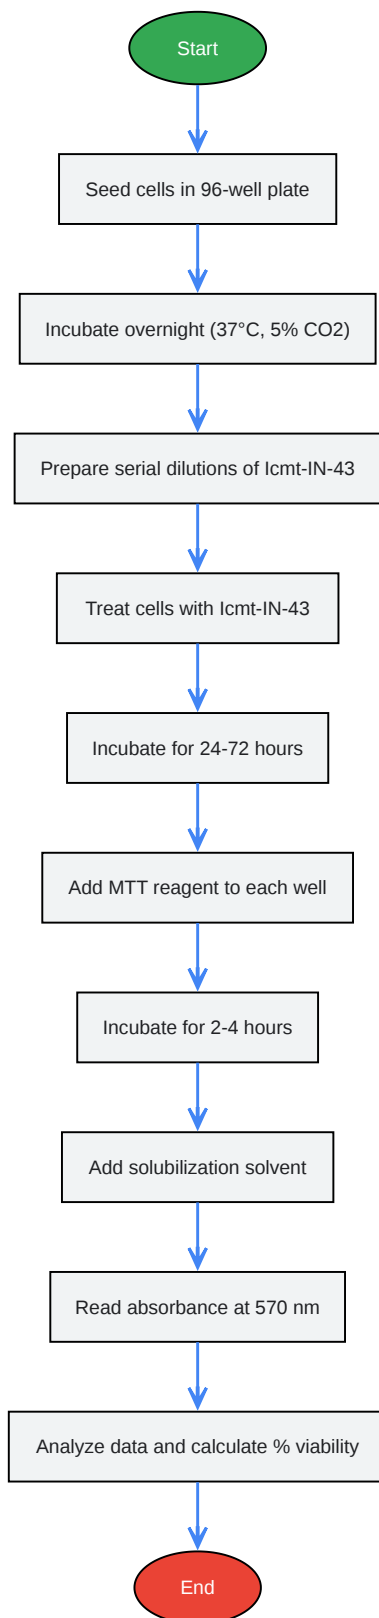 Start
Seed cells in 96-well plate
Incubate overnight (37°C, 5% CO2)
Prepare serial dilutions of Icmt-IN-43
Treat cells with Icmt-IN-43
Incubate for 24-72 hours
Add MTT reagent to each well
Incubate for 2-4 hours
Add solubilization solvent
Read absorbance at 570 nm
Analyze data and calculate % viability
End